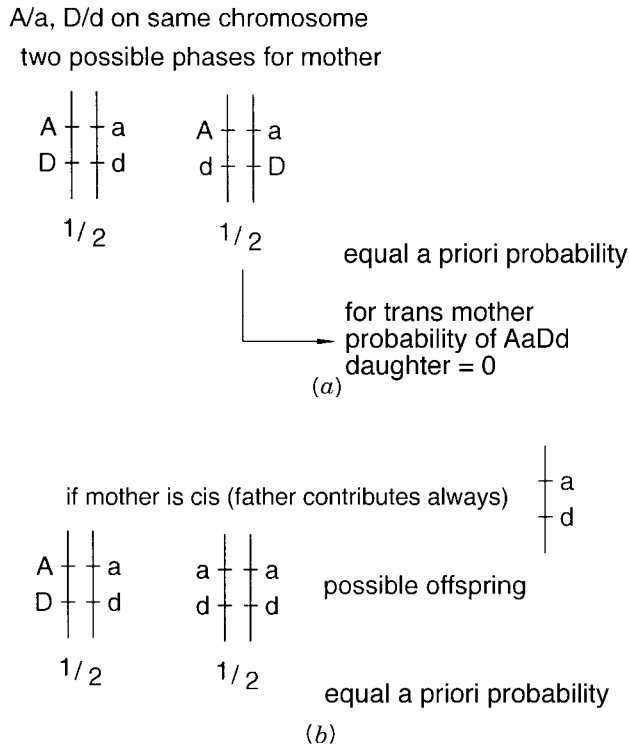 A/a, D/d on same chromosome
two possible phases for mother
A a A a
D d d D
1/2 1/2
equal a priori probability
for trans mother
probability of AaDd
daughter = 0
(a)
if mother is cis (father contributes always)
a
d
A a a a
D d d d
possible offspring
1/2 1/2
equal a priori probability
(b)